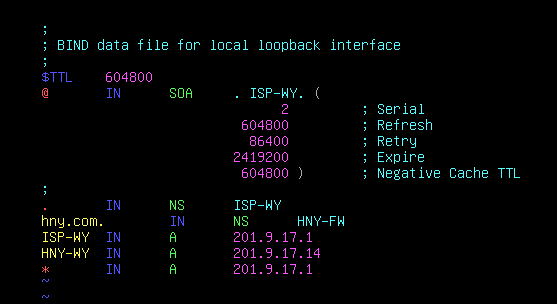 ;
; BIND data file for local loopback interface
;
$TTL 604800
@ IN SOA . ISP-WY. (
2 ; Serial
604800 ; Refresh
86400 ; Retry
2419200 ; Expire
604800 ) ; Negative Cache TTL
;
. IN NS ISP-WY
hny.com. IN NS HNY-FW
ISP-WY IN A 201.9.17.1
HNY-WY IN A 201.9.17.14
* IN A 201.9.17.1
~
~